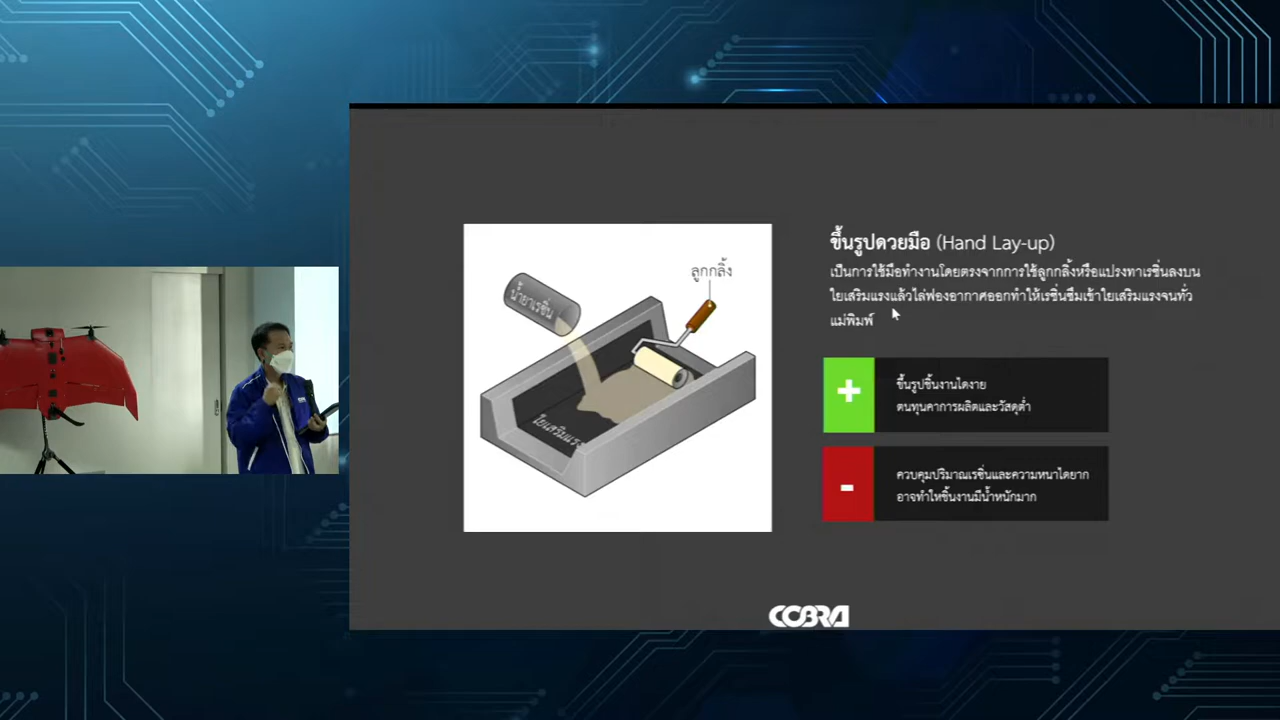 น้ำยาเรซิ่น
ลูกกลิ้ง
ใยเสริมแรง
ขึ้นรูปดวยมือ (Hand Lay-up)
เป็นการใช้มือทำงานโดยตรงจากการใช้ลูกกลิ้งหรือแปรงทาเรซิ่นลงบน
ใยเสริมแรงแล้วไล่ฟองอากาศออกทำให้เรซิ่นซึมเข้าใยเสริมแรงจนทั่ว
แม่พิมพ์
+
ขึ้นรูปชิ้นงานไดงาย
ตนทุนคาการผลิตและวัสดุต่ำ
-
ควบคุมปริมาณเรซิ่นและความหนาไดยาก
อาจทำใหชิ้นงานมีน้ำหนักมาก
COBRA